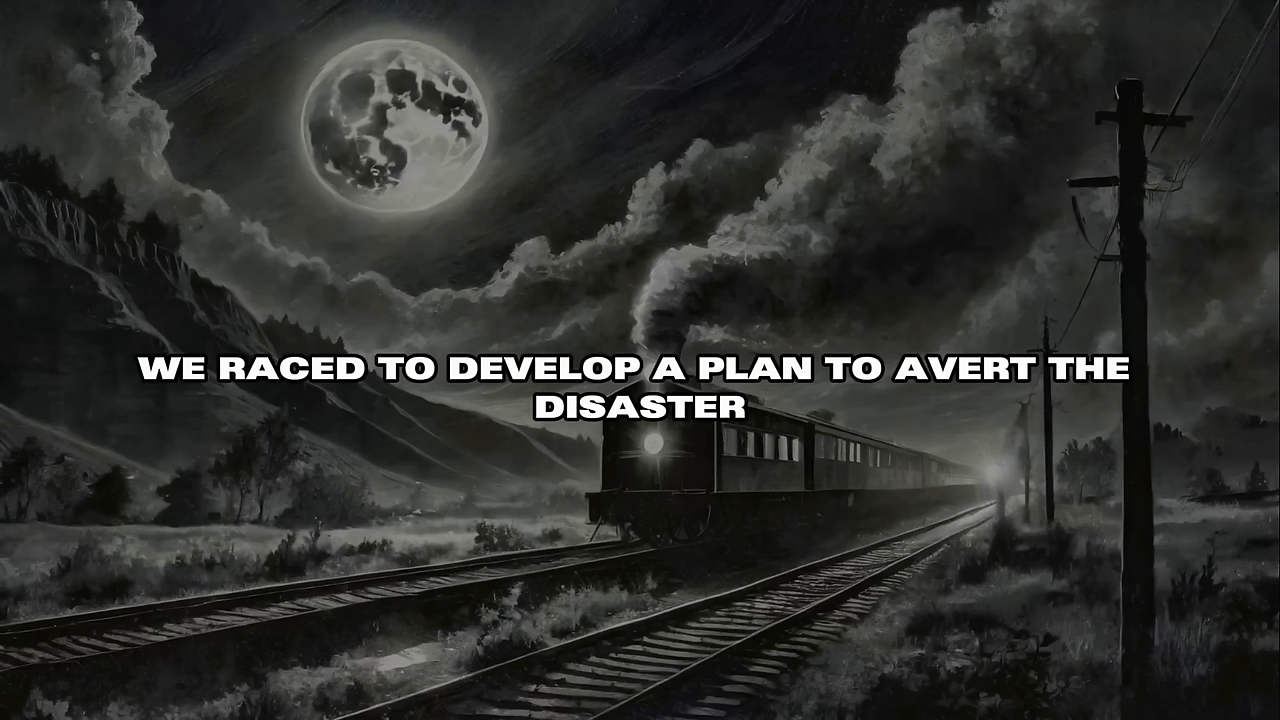 WE RACED TO DEVELOP A PLAN TO AVERT THE
DISASTER